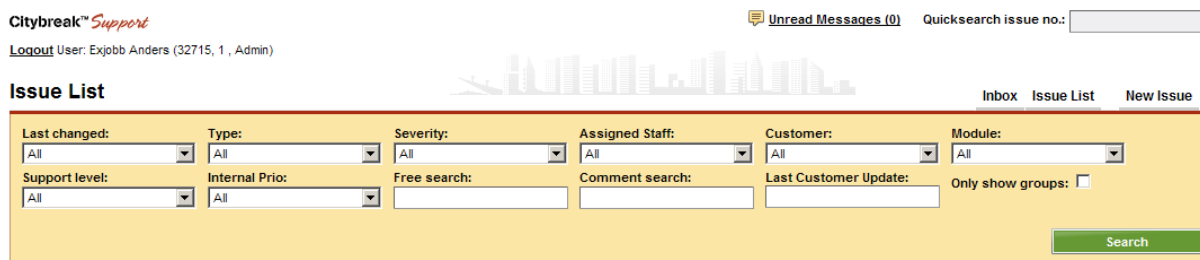 Citybreak™ Support
Unread Messages (0) Quicksearch issue no.:
Logout User: Exjobb Anders (32715, 1 , Admin)
Issue List
Inbox Issue List New Issue
Last changed: Type: Severity: Assigned Staff: Customer: Module:
All All All All All All
Support level: Internal Prio: Free search: Comment search: Last Customer Update: Only show groups:
All All
Search